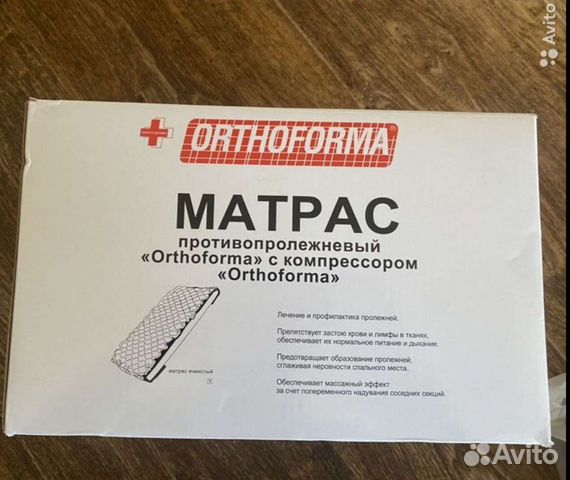 Avito
ORTHOFORMA®
МАТРАС
противопролежневый
«Orthoforma» с компрессором
«Orthoforma»
Лечение и профилактика пролежней.
Препятствует застою крови и лимфы в тканях,
обеспечивает их нормальное питание и дыхание.
Предотвращает образование пролежней,
сглаживая неровности спального места.
Обеспечивает массажный эффект
за счет попеременного надувания соседних секций.
матрас ячеистый
Avito